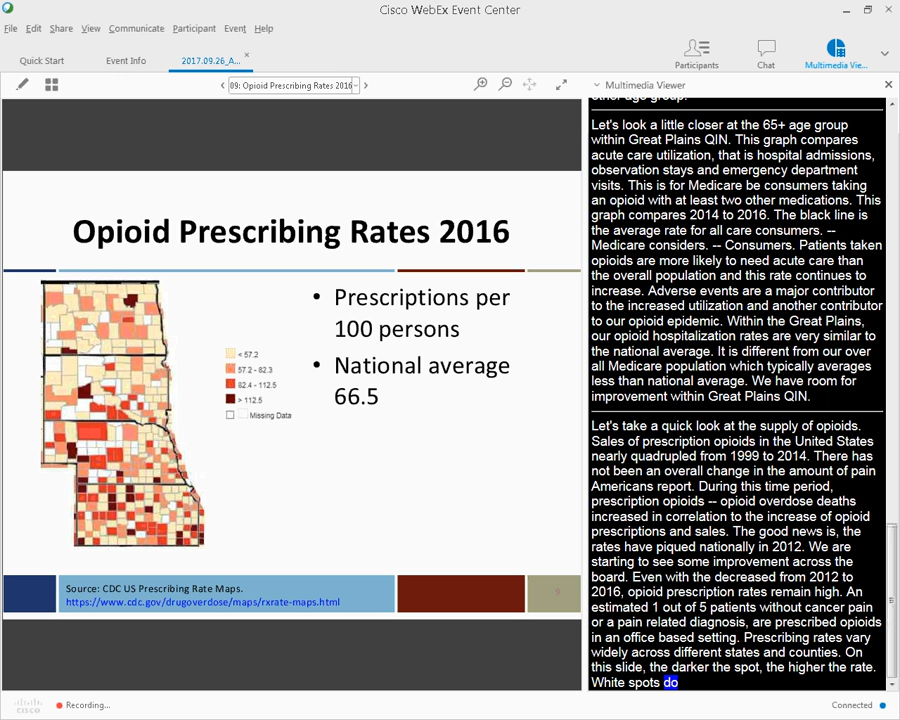 Cisco WebEx Event Center
File Edit Share View Communicate Participant Event Help
Quick Start Event Info 2017.09.26_A...
Participants Chat Multimedia Vie...
09: Opioid Prescribing Rates 2016
Multimedia Viewer
Opioid Prescribing Rates 2016
• Prescriptions per
100 persons
• National average
66.5
< 57.2
57.2 - 82.3
82.4 - 112.5
> 112.5
Missing Data
Source: CDC US Prescribing Rate Maps.
https://www.cdc.gov/drugoverdose/maps/rxrate-maps.html
9
other age group.
Let's look a little closer at the 65+ age group
within Great Plains QIN. This graph compares
acute care utilization, that is hospital admissions,
observation stays and emergency department
visits. This is for Medicare be consumers taking
an opioid with at least two other medications. This
graph compares 2014 to 2016. The black line is
the average rate for all care consumers. --
Medicare considers. -- Consumers. Patients taken
opioids are more likely to need acute care than
the overall population and this rate continues to
increase. Adverse events are a major contributor
to the increased utilization and another contributor
to our opioid epidemic. Within the Great Plains,
our opioid hospitalization rates are very similar to
the national average. It is different from our over
all Medicare population which typically averages
less than national average. We have room for
improvement within Great Plains QIN.
Let's take a quick look at the supply of opioids.
Sales of prescription opioids in the United States
nearly quadrupled from 1999 to 2014. There has
not been an overall change in the amount of pain
Americans report. During this time period,
prescription opioids -- opioid overdose deaths
increased in correlation to the increase of opioid
prescriptions and sales. The good news is, the
rates have piqued nationally in 2012. We are
starting to see some improvement across the
board. Even with the decreased from 2012 to
2016, opioid prescription rates remain high. An
estimated 1 out of 5 patients without cancer pain
or a pain related diagnosis, are prescribed opioids
in an office based setting. Prescribing rates vary
widely across different states and counties. On
this slide, the darker the spot, the higher the rate.
White spots do
cisco Recording... Connected